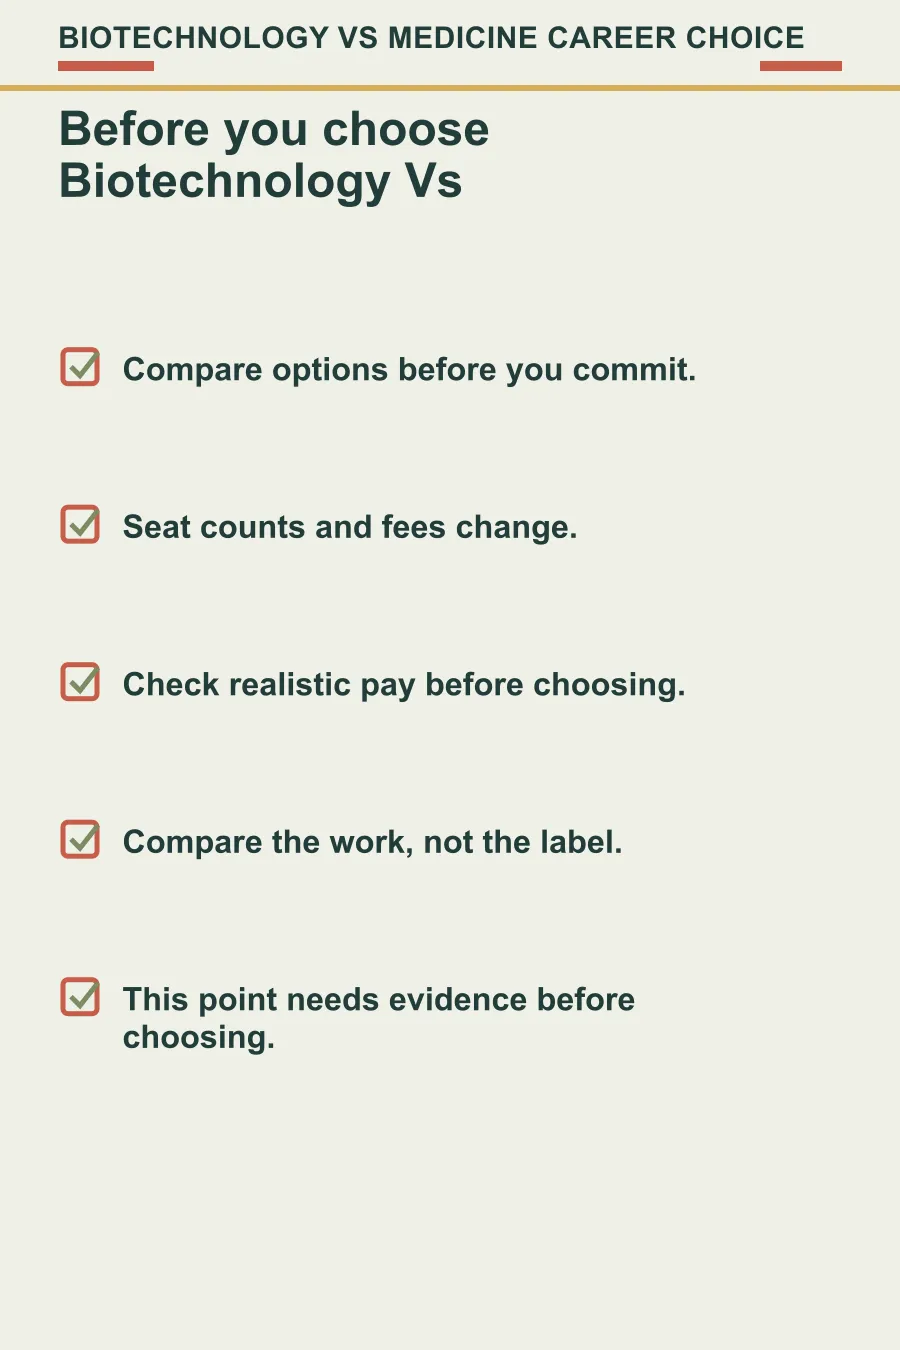 BIOTECHNOLOGY VS MEDICINE CAREER CHOICE
Before you choose
Biotechnology Vs
Compare options before you commit.
Seat counts and fees change.
Check realistic pay before choosing.
Compare the work, not the label.
This point needs evidence before
choosing.